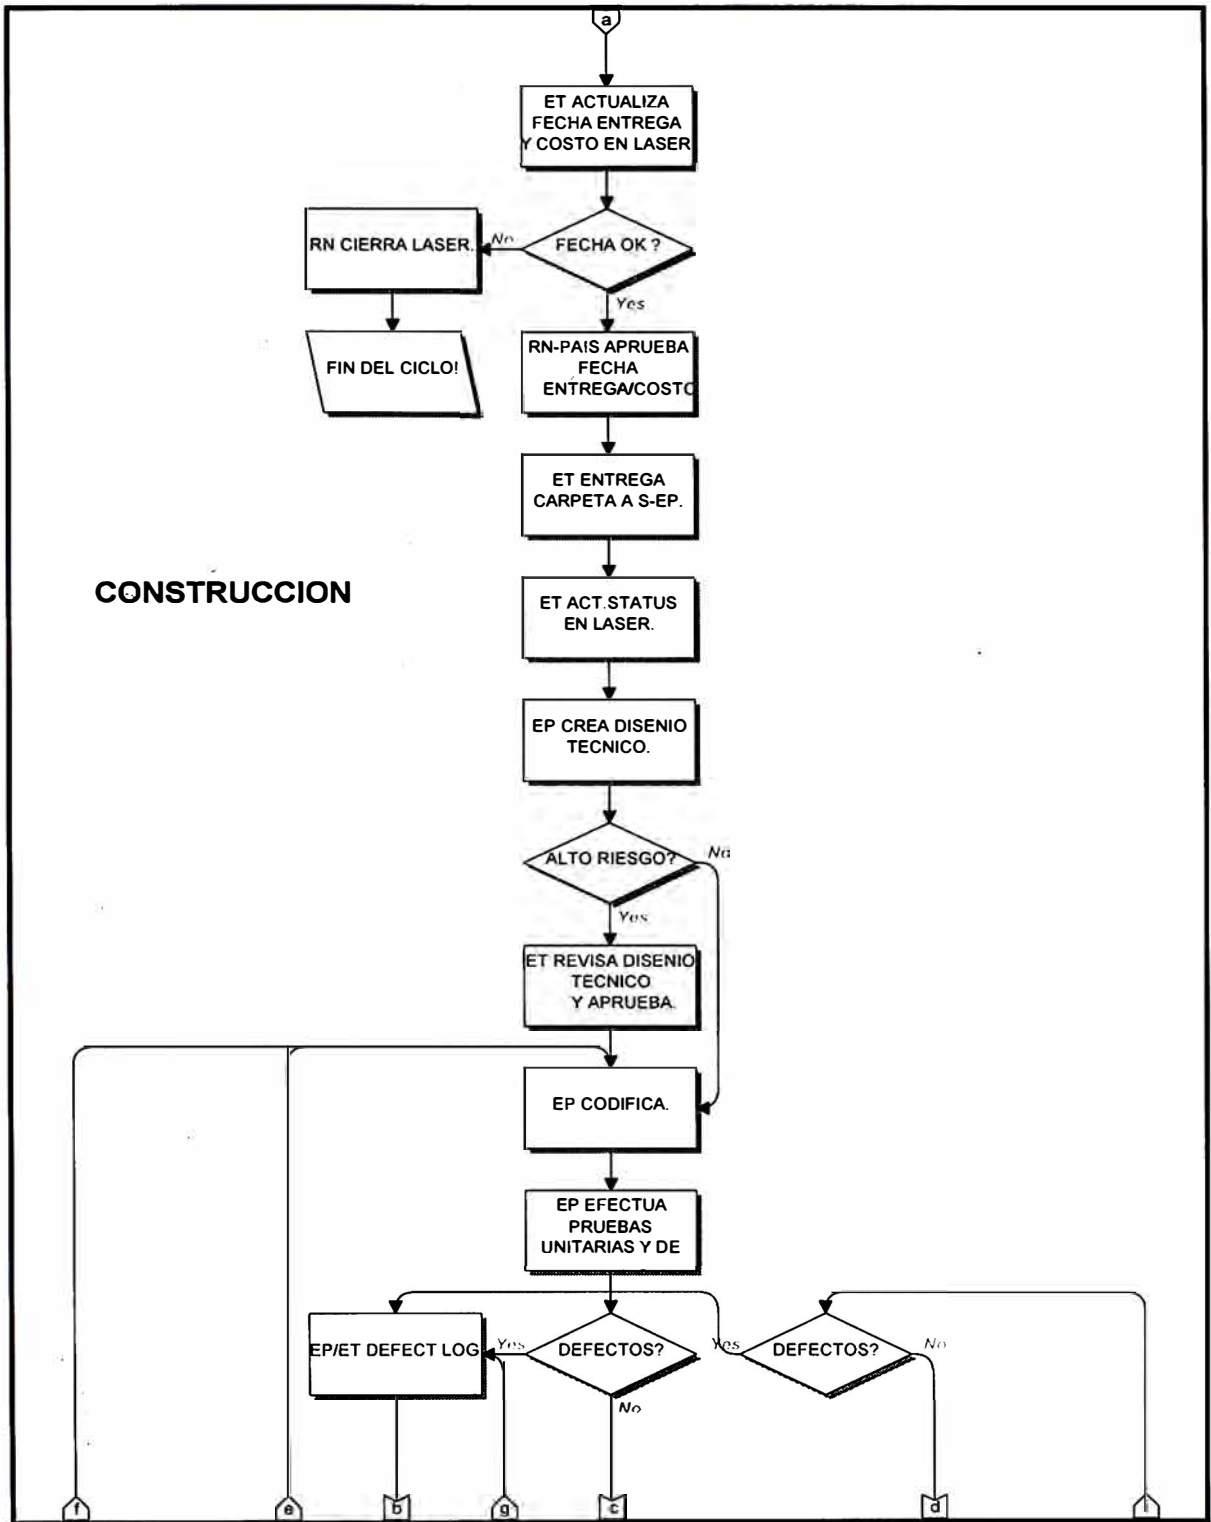 a
ET ACTUALIZA
FECHA ENTREGA
Y COSTO EN LASER
RN CIERRA LASER.
No
FECHA OK ?
Yes
FIN DEL CICLO!
RN-PAIS APRUEBA
FECHA
ENTREGA/COSTO
ET ENTREGA
CARPETA A S-EP.
CONSTRUCCION
ET ACT.STATUS
EN LASER.
EP CREA DISENIO
TECNICO.
ALTO RIESGO?
No
Yes
ET REVISA DISENIO
TECNICO
Y APRUEBA.
EP CODIFICA.
EP EFECTUA
PRUEBAS
UNITARIAS Y DE
EP/ET DEFECT LOG
Yes
DEFECTOS?
Yes
DEFECTOS?
No
No
f
e
b
g
c
d